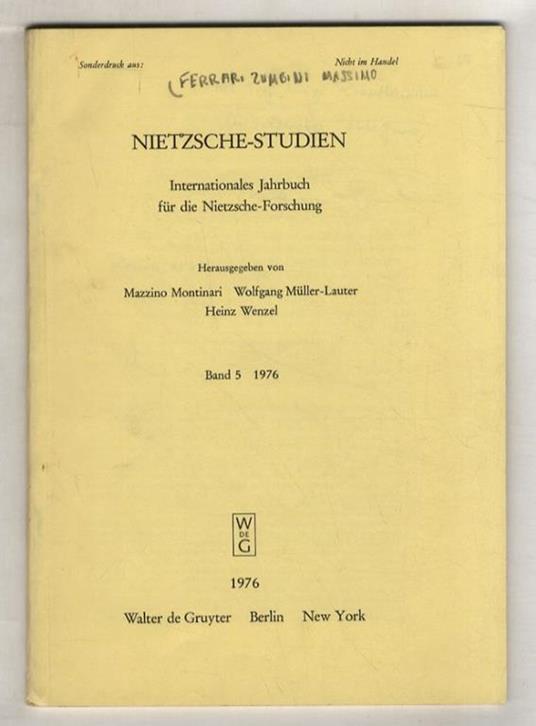 Sonderdruck aus: Nicht im Handel
(FERRARI ZUMBINI MASSIMO
NIETZSCHE-STUDIEN
Internationales Jahrbuch
für die Nietzsche-Forschung
Herausgegeben von
Mazzino Montinari Wolfgang Müller-Lauter
Heinz Wenzel
Band 5 1976
W
DE
G
1976
Walter de Gruyter Berlin New York